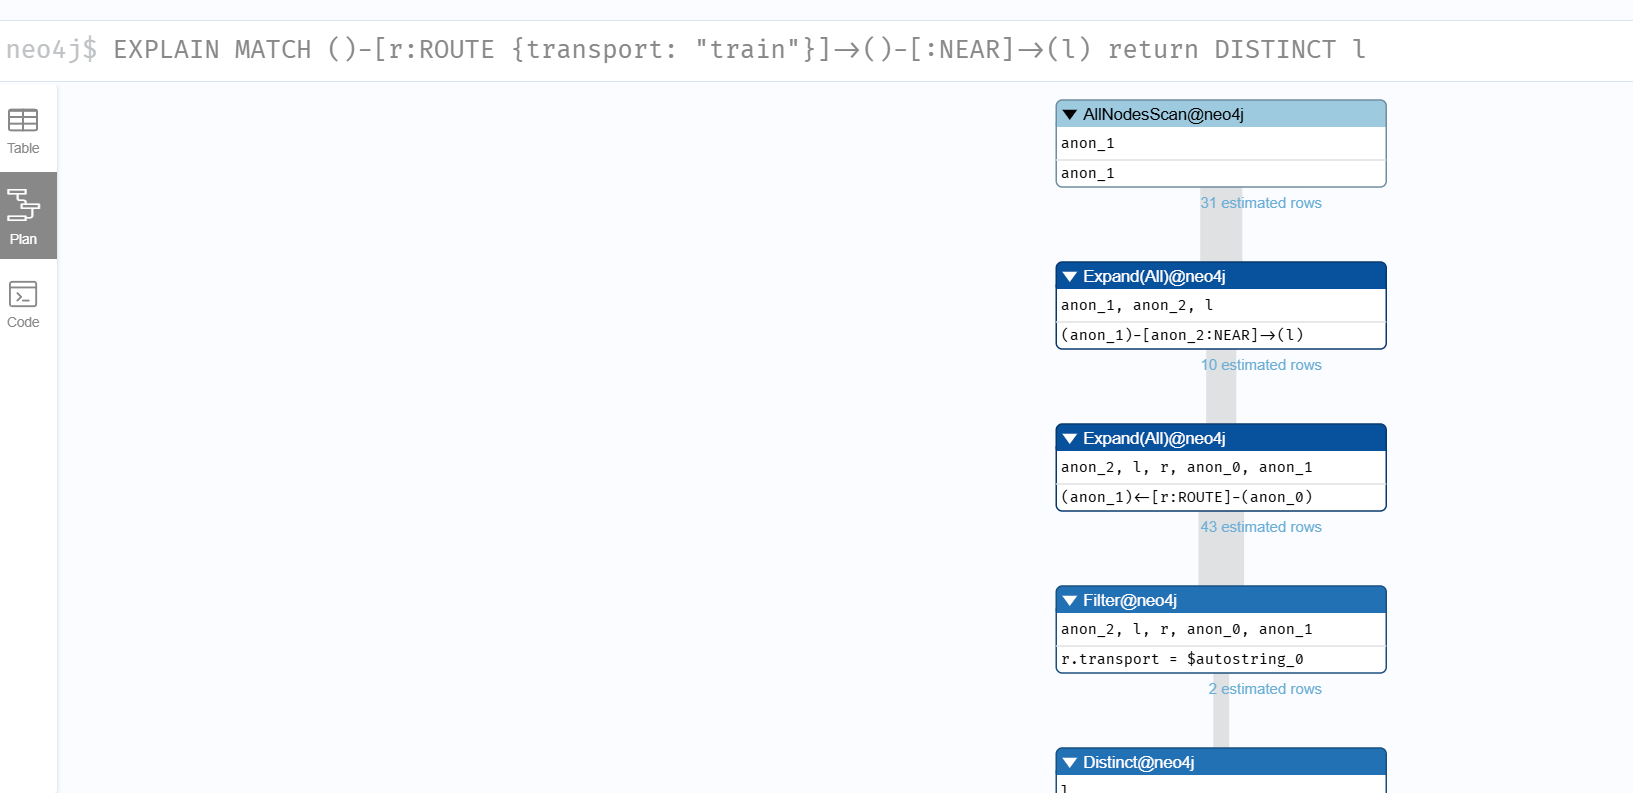 neo4j$ EXPLAIN MATCH ()-[r:ROUTE {transport: "train"}]->()-[:NEAR]->(l) return DISTINCT l
Table
Plan
Code
AllNodesScan@neo4j
anon_1
anon_1
31 estimated rows
Expand(All)@neo4j
anon_1, anon_2, l
(anon_1)-[anon_2:NEAR]->(l)
10 estimated rows
Expand(All)@neo4j
anon_2, l, r, anon_0, anon_1
(anon_1)<-[r:ROUTE]-(anon_0)
43 estimated rows
Filter@neo4j
anon_2, l, r, anon_0, anon_1
r.transport = $autostring_0
2 estimated rows
Distinct@neo4j
l